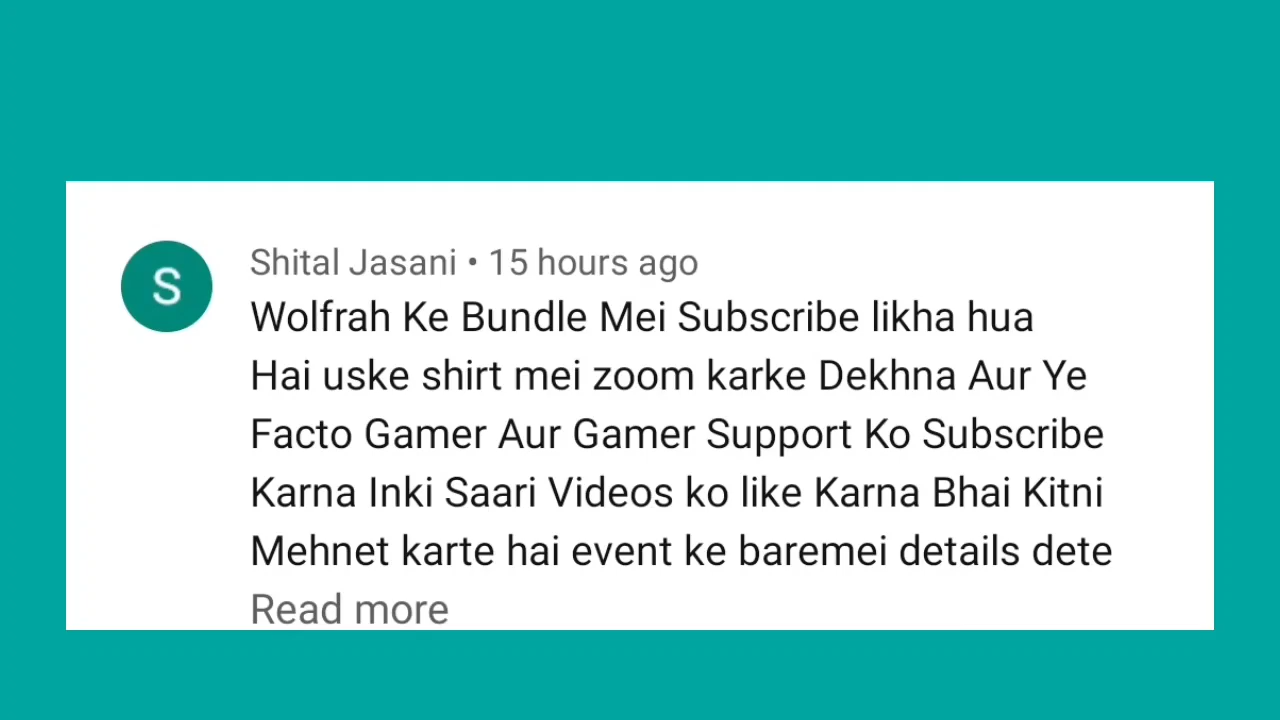 S
Shital Jasani • 15 hours ago
Wolfrah Ke Bundle Mei Subscribe likha hua
Hai uske shirt mei zoom karke Dekhna Aur Ye
Facto Gamer Aur Gamer Support Ko Subscribe
Karna Inki Saari Videos ko like Karna Bhai Kitni
Mehnet karte hai event ke baremei details dete
Read more